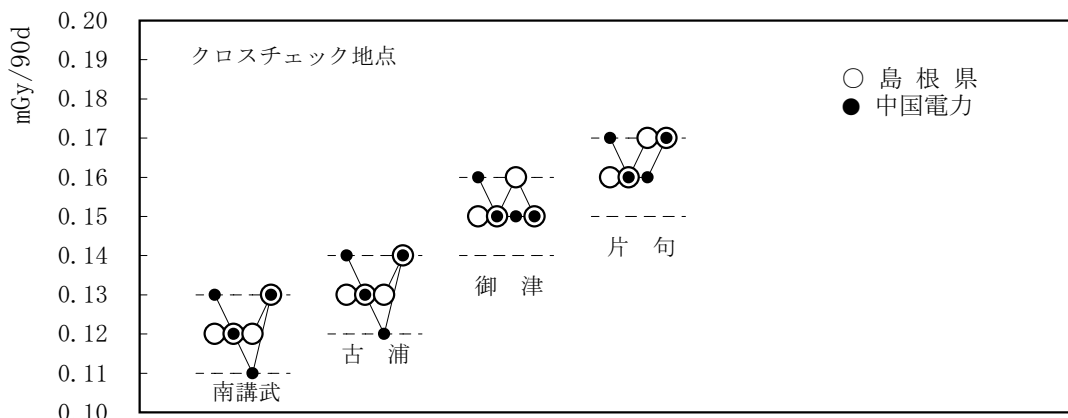 mGy/90d
0.20
0.19
0.18
0.17
0.16
0.15
0.14
0.13
0.12
0.11
0.10
クロスチェック地点
○ 島 根 県
● 中国電力
片 句
御 津
古 浦
南講武